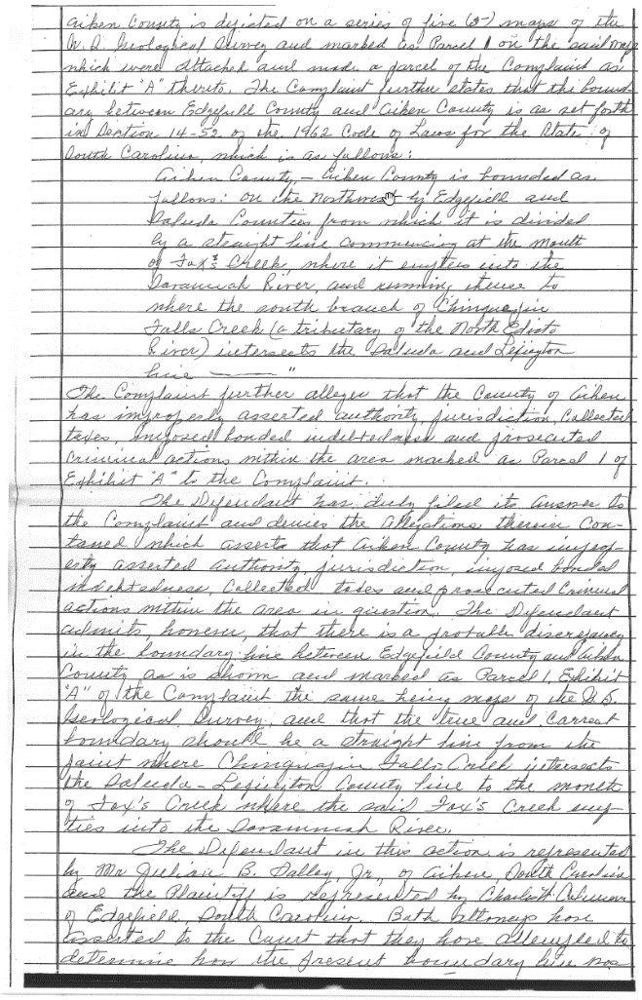 Aiken County is depicted on a series of five (5) maps of the
U.S. Geological Survey and marked as Parcel 1 on the said maps
which were attached and made a parcel of the Complaint as
Exhibit "A" thereto. The Complaint further states that the bound-
ary between Edgefield County and Aiken County is as set forth
in Section 14-52 of the 1962 Code of Laws for the State of
South Carolina, which is as follows:
Aiken County, - Aiken County is bounded as
follows: on the Northwest by Edgefield and
Saluda Counties from which it is divided
by a straight line commencing at the mouth
of Fox's Creek, where it empties into the
Savannah River, and running thence to
where the south branch of Chinquapin
Falls Creek (a tributary of the North Edisto
River) intersects the Saluda and Lexington
line ——— "
The Complaint further alleges that the County of Aiken
has improperly asserted authority, jurisdiction, collected
taxes, imposed bonded indebtedness and prosecuted
criminal actions within the area marked as Parcel 1 of
Exhibit "A" to the Complaint.
The Defendant has duly filed its answer to
the Complaint and denies the allegations therein con-
tained which asserts that Aiken County has improp-
erly asserted authority, jurisdiction, imposed bonded
indebtedness, collected taxes and prosecuted criminal
actions within the area in question. The Defendant
admits, however, that there is a probable discrepancy
in the boundary line between Edgefield County and Aiken
County as is shown and marked as Parcel 1, Exhibit
"A" of the Complaint the same being maps of the U.S.
Geological Survey, and that the true and correct
boundary should be a straight line from the
point where Chinquapin Falls Creek intersects
the Saluda-Lexington County line to the mouth
of Fox's Creek where the said Fox's Creek emp-
ties into the Savannah River.
The Defendant in this action is represented
by Mr Julian B. Salley, Jr., of Aiken, South Carolina
and the Plaintiff is represented by Charles W. Coleman
of Edgefield, South Carolina. Both attorneys have
asserted to the Court that they have attempted to
determine how the present boundary line was